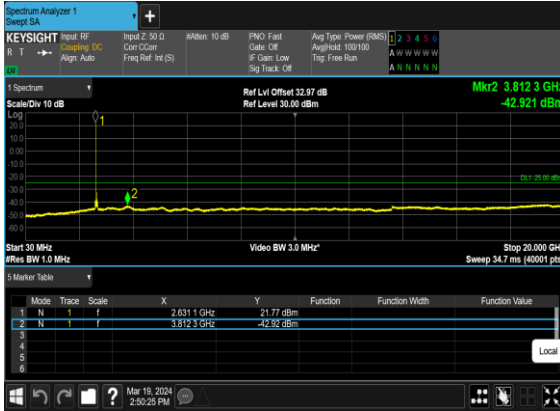 Spectrum Analyzer 1
Swept SA
KEYSIGHT
R T
Input: RF
Coupling: DC
Align: Auto
Input Z: 50 Ω
Corr CCorr
Freq Ref: Int (S)
#Atten: 10 dB
PNO: Fast
Gate: Off
IF Gain: Low
Sig Track: Off
Avg Type: Power (RMS)
Avg|Hold: 100/100
Trig: Free Run
1 2 3 4 5 6
A W W W W W
A N N N N N
1 Spectrum
Scale/Div 10 dB
Ref Lvl Offset 32.97 dB
Ref Level 30.00 dBm
Mkr2 3.812 3 GHz
-42.921 dBm
Log
20.0
10.0
0.00
-10.0
-20.0
-30.0
-40.0
-50.0
-60.0
1
2
DL1 -25.00 dBm
Start 30 MHz
#Res BW 1.0 MHz
Video BW 3.0 MHz*
Stop 20.000 GHz
Sweep 34.7 ms (40001 pts)
5 Marker Table
Mode Trace Scale X Y Function Function Width Function Value
1 N 1 f 2.631 1 GHz 21.77 dBm
2 N 1 f 3.812 3 GHz -42.92 dBm
3
4
5
6
Local
Mar 19, 2024
2:50:25 PM